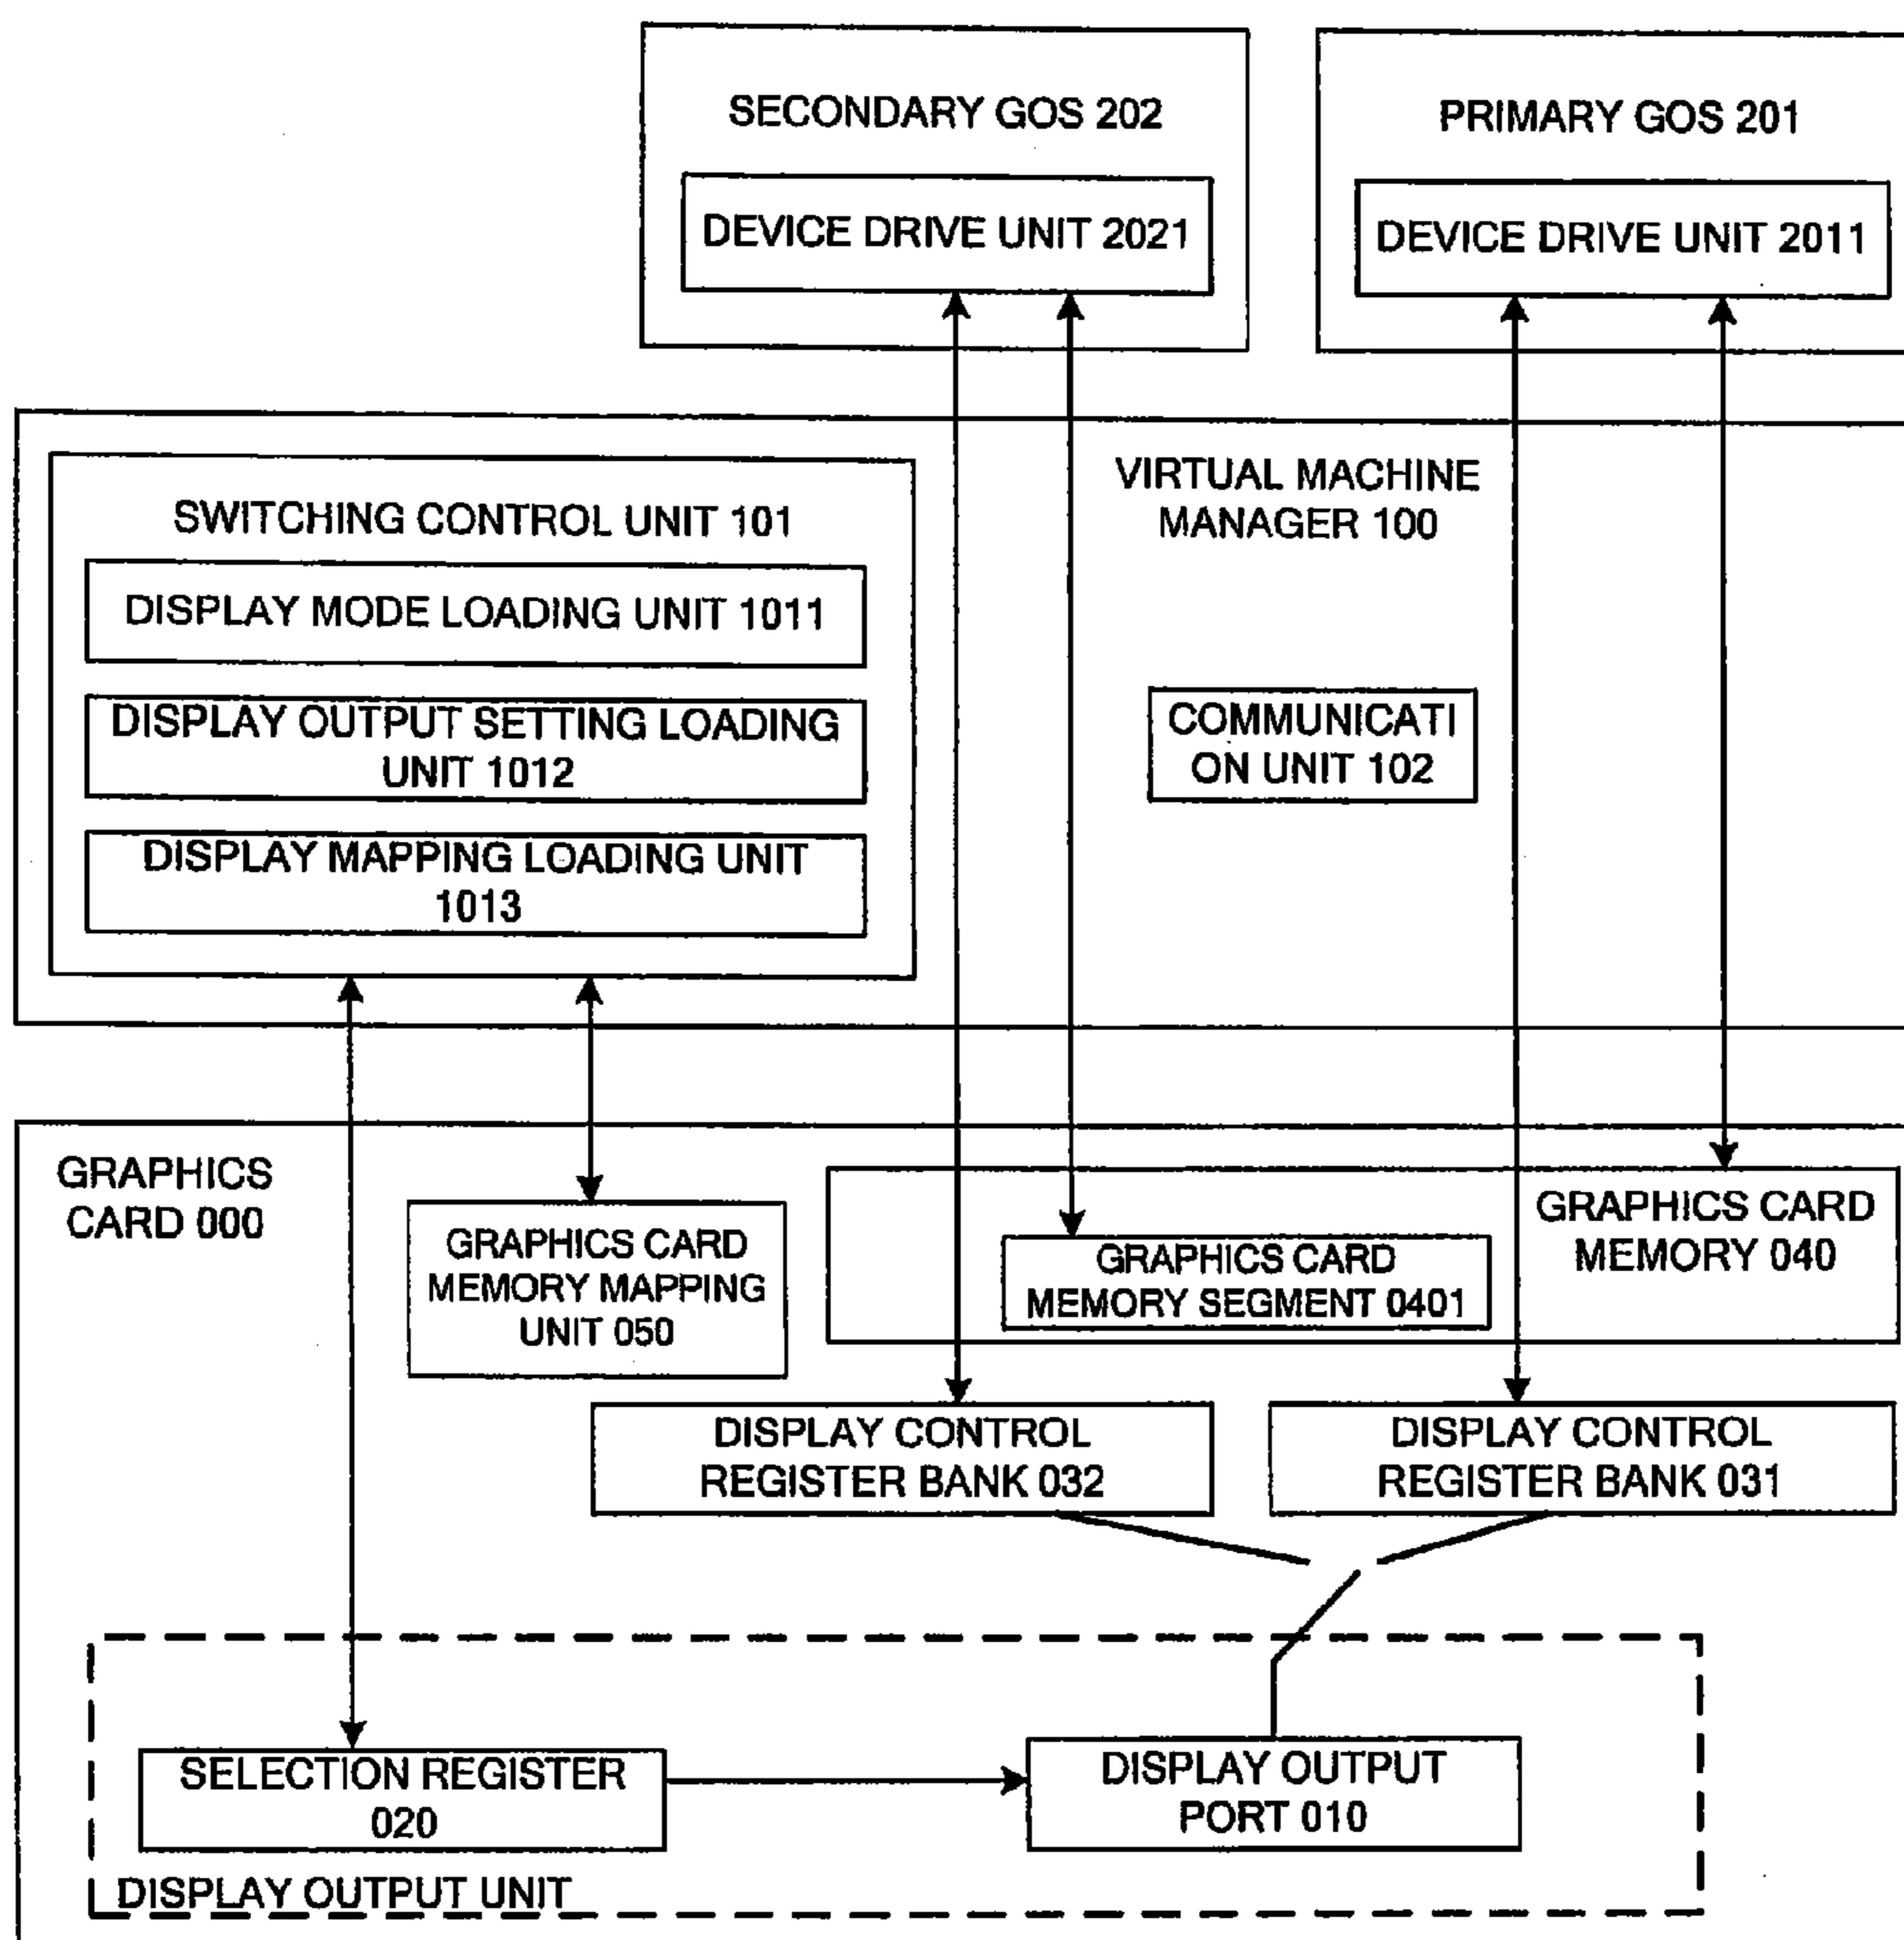 SECONDARY GOS 202
DEVICE DRIVE UNIT 2021
PRIMARY GOS 201
DEVICE DRIVE UNIT 2011
SWITCHING CONTROL UNIT 101
DISPLAY MODE LOADING UNIT 1011
DISPLAY OUTPUT SETTING LOADING
UNIT 1012
DISPLAY MAPPING LOADING UNIT
1013
VIRTUAL MACHINE
MANAGER 100
COMMUNICATI
ON UNIT 102
GRAPHICS
CARD 000
GRAPHICS CARD
MEMORY MAPPING
UNIT 050
GRAPHICS CARD
MEMORY 040
GRAPHICS CARD
MEMORY SEGMENT 0401
DISPLAY CONTROL
REGISTER BANK 032
DISPLAY CONTROL
REGISTER BANK 031
SELECTION REGISTER
020
DISPLAY OUTPUT
PORT 010
DISPLAY OUTPUT UNIT